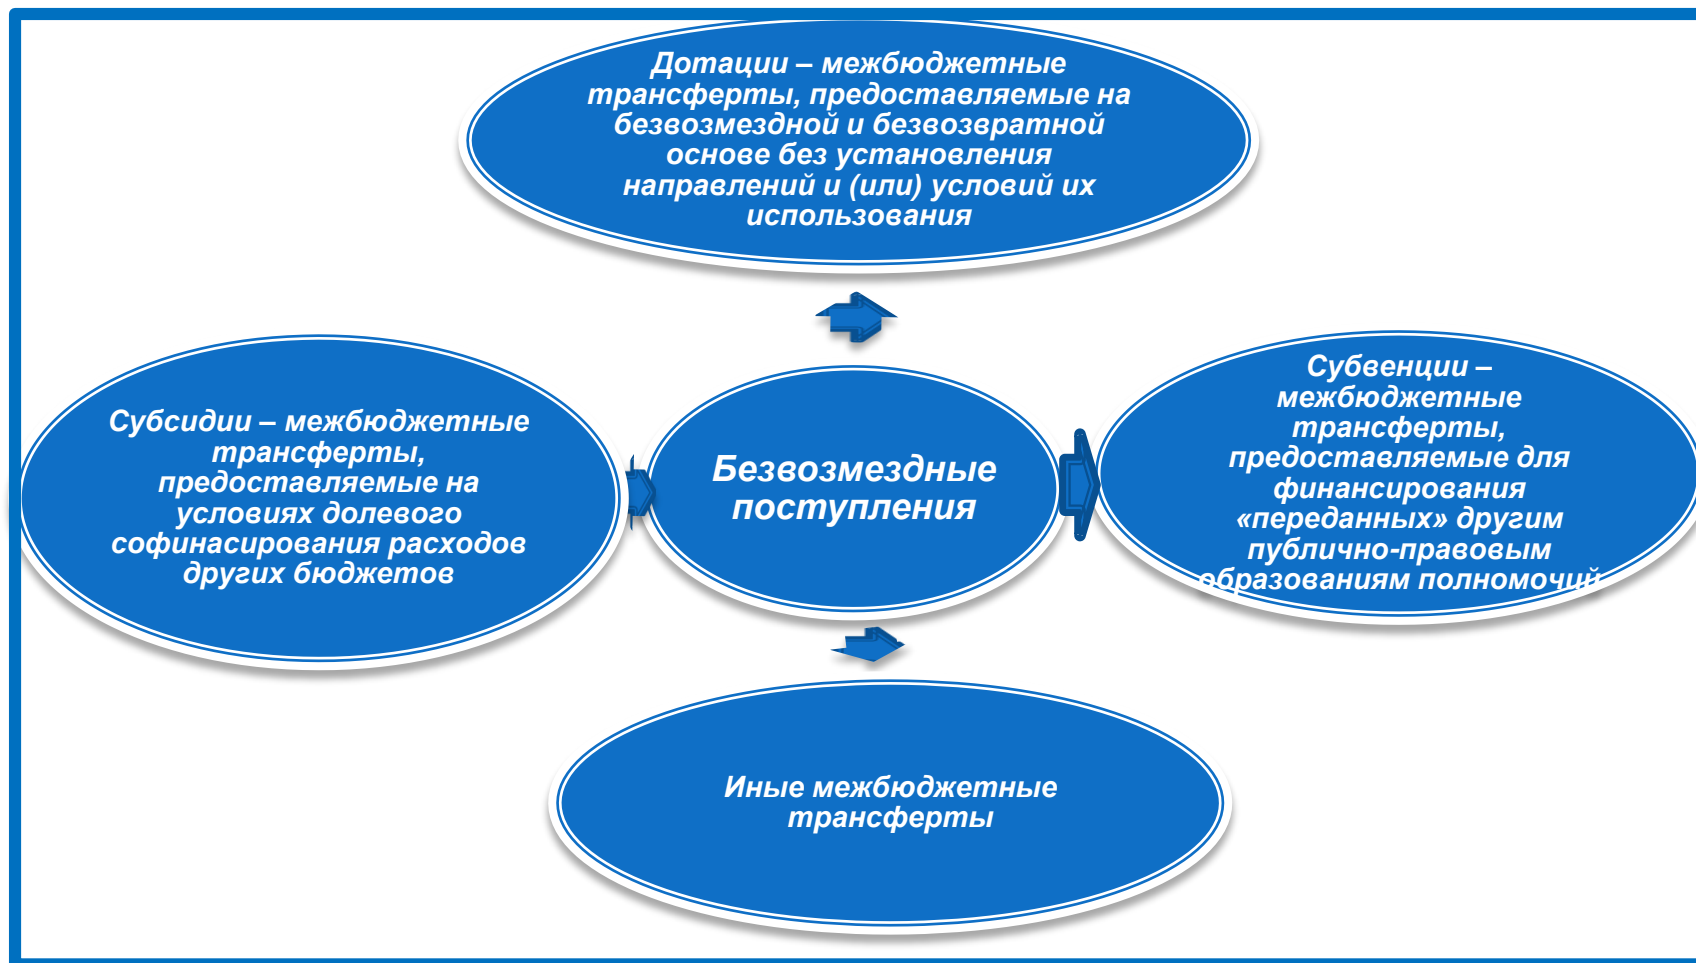 Дотации – межбюджетные
трансферты, предоставляемые на
безвозмездной и безвозвратной
основе без установления
направлений и (или) условий их
использования
Субсидии – межбюджетные
трансферты,
предоставляемые на
условиях долевого
софинасирования расходов
других бюджетов
Безвозмездные
поступления
Субвенции –
межбюджетные
трансферты,
предоставляемые для
финансирования
«переданных» другим
публично-правовым
образованиям полномочий
Иные межбюджетные
трансферты